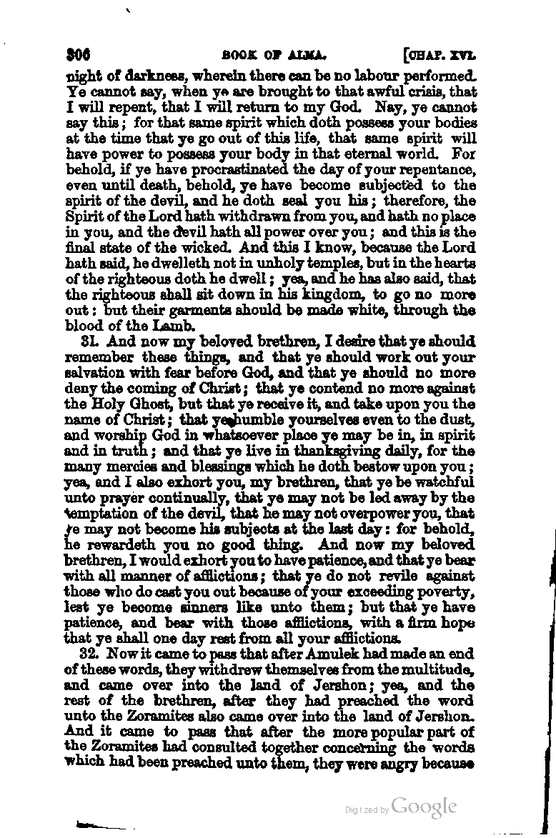 306 BOOK OF ALMA. [CHAP. XVI.
night of darkness, wherein there can be no labour performed.
Ye cannot say, when ye are brought to that awful crisis, that
I will repent, that I will return to my God. Nay, ye cannot
say this; for that same spirit which doth possess your bodies
at the time that ye go out of this life, that same spirit will
have power to possess your body in that eternal world. For
behold, if ye have procrastinated the day of your repentance,
even until death, behold, ye have become subjected to the
spirit of the devil, and he doth seal you his; therefore, the
Spirit of the Lord hath withdrawn from you, and hath no place
in you, and the devil hath all power over you; and this is the
final state of the wicked. And this I know, because the Lord
hath said, he dwelleth not in unholy temples, but in the hearts
of the righteous doth he dwell; yea, and he has also said, that
the righteous shall sit down in his kingdom, to go no more
out: but their garments should be made white, through the
blood of the Lamb.
31. And now my beloved brethren, I desire that ye should
remember these things, and that ye should work out your
salvation with fear before God, and that ye should no more
deny the coming of Christ; that ye contend no more against
the Holy Ghost, but that ye receive it, and take upon you the
name of Christ; that ye humble yourselves even to the dust,
and worship God in whatsoever place ye may be in, in spirit
and in truth; and that ye live in thanksgiving daily, for the
many mercies and blessings which he doth bestow upon you;
yea, and I also exhort you, my brethren, that ye be watchful
unto prayer continually, that ye may not be led away by the
temptation of the devil, that he may not overpower you, that
ye may not become his subjects at the last day: for behold,
he rewardeth you no good thing. And now my beloved
brethren, I would exhort you to have patience, and that ye bear
with all manner of afflictions; that ye do not revile against
those who do cast you out because of your exceeding poverty,
lest ye become sinners like unto them; but that ye have
patience, and bear with those afflictions, with a firm hope
that ye shall one day rest from all your afflictions.
32. Now it came to pass that after Amulek had made an end
of these words, they withdrew themselves from the multitude,
and came over into the land of Jershon; yea, and the
rest of the brethren, after they had preached the word
unto the Zoramites also came over into the land of Jershon.
And it came to pass that after the more popular part of
the Zoramites had consulted together concerning the words
which had been preached unto them, they were angry because
Digitized by Google